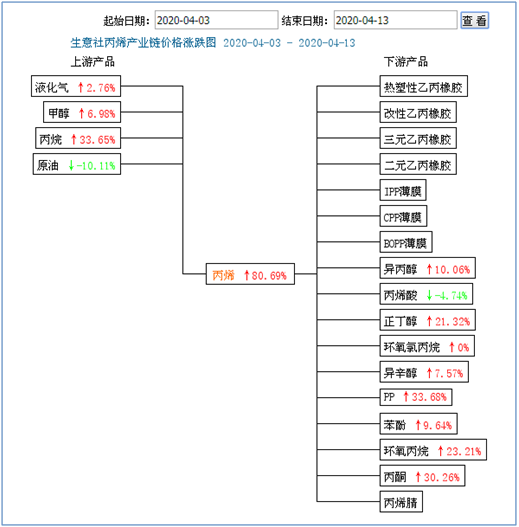 起始日期: 2020-04-03 结束日期: 2020-04-13 查 看
生意社丙烯产业链价格涨跌图 2020-04-03 - 2020-04-13
上游产品
下游产品
液化气 ↑2.76%
甲醇 ↑6.98%
丙烷 ↑33.65%
原油 ↓-10.11%
丙烯 ↑80.69%
热塑性乙丙橡胶
改性乙丙橡胶
三元乙丙橡胶
二元乙丙橡胶
IPP薄膜
CPP薄膜
BOPP薄膜
异丙醇 ↑10.06%
丙烯酸 ↓-4.74%
正丁醇 ↑21.32%
环氧氯丙烷 ↑0%
异辛醇 ↑7.57%
PP ↑33.68%
苯酚 ↑9.64%
环氧丙烷 ↑23.21%
丙酮 ↑30.26%
丙烯腈